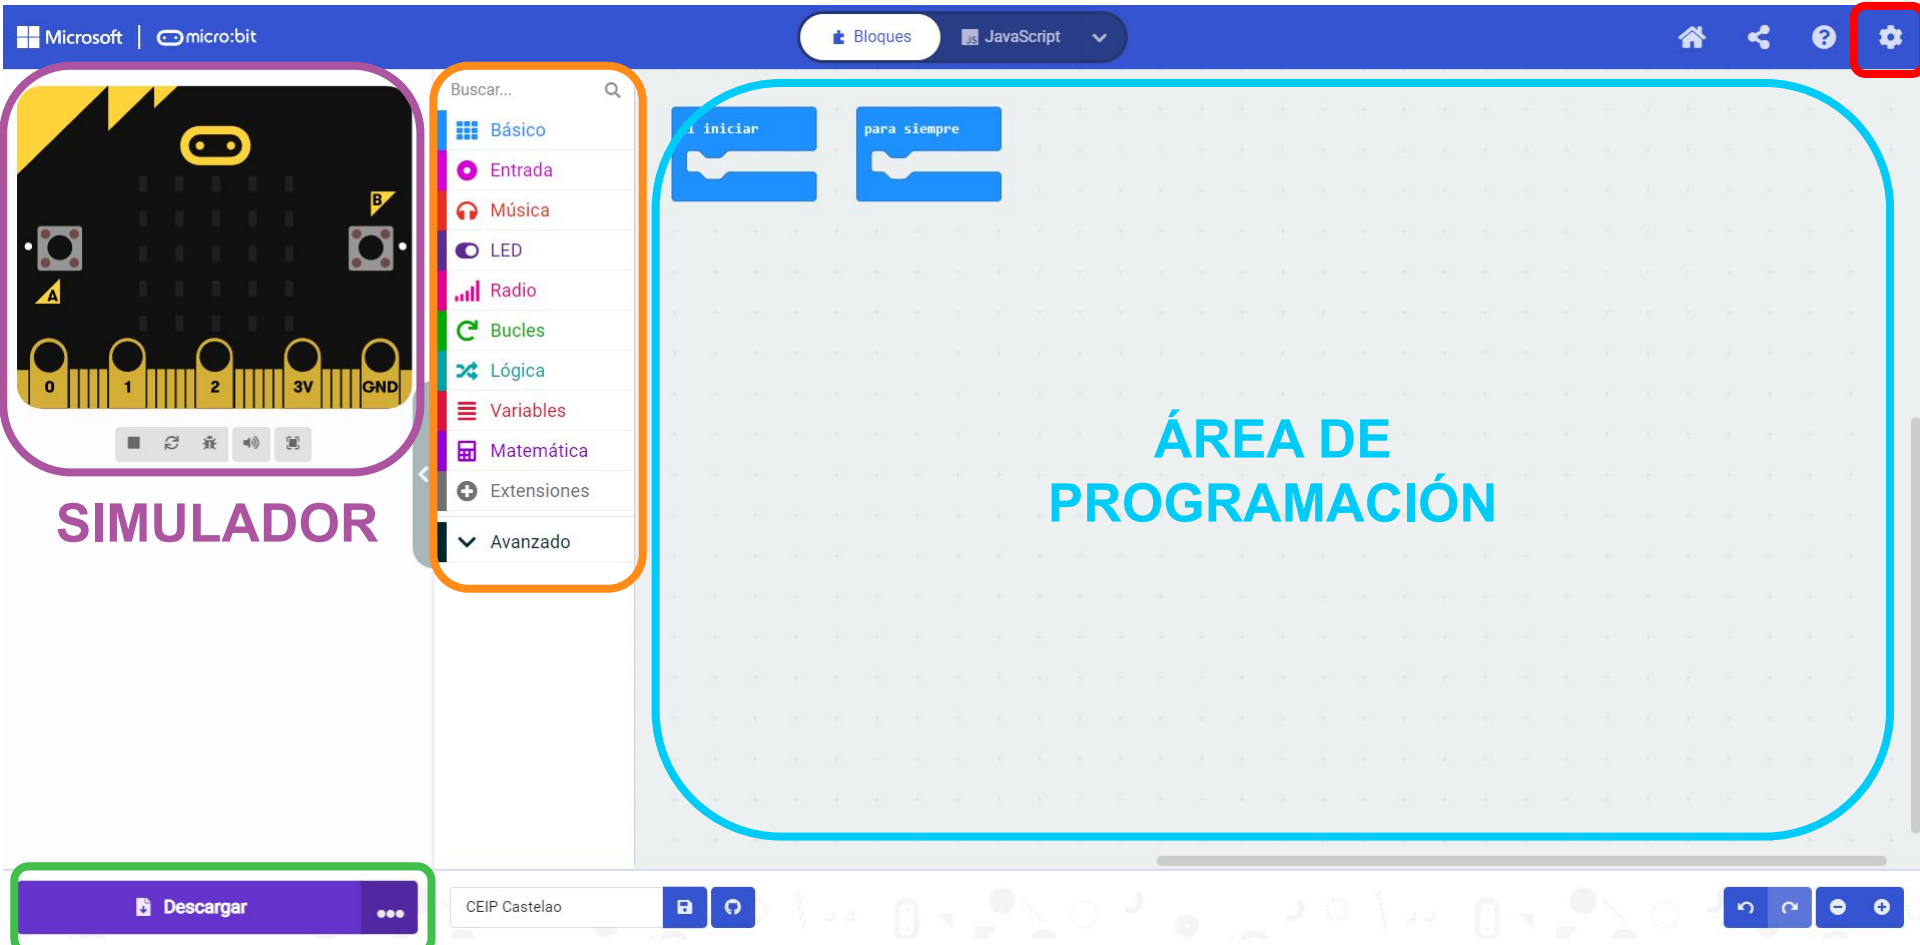 Microsoft | micro:bit
Bloques
JS JavaScript
Buscar...
Básico
Entrada
Música
LED
Radio
Bucles
Lógica
Variables
Matemática
Extensiones
Avanzado
B
A
0 1 2 3V GND
SIMULADOR
iniciar
para siempre
ÁREA DE
PROGRAMACIÓN
Descargar
CEIP Castelao